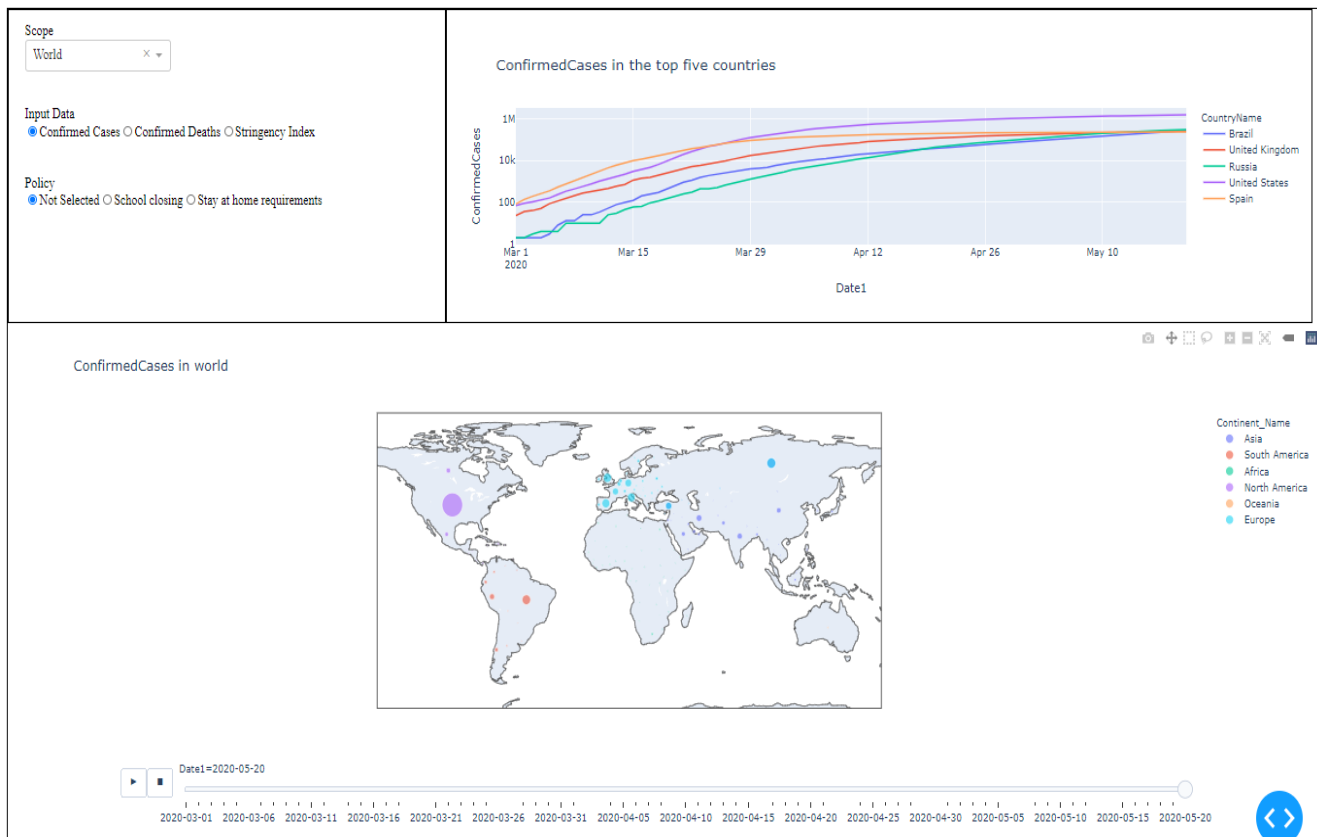 Scope
World
Input Data
Confirmed Cases Confirmed Deaths Stringency Index
Policy
Not Selected School closing Stay at home requirements
ConfirmedCases in the top five countries
ConfirmedCases
1M
10k
100
1
Mar 1 Mar 15 Mar 29 Apr 12 Apr 26 May 10
2020
Date1
CountryName
Brazil
United Kingdom
Russia
United States
Spain
ConfirmedCases in world
Continent_Name
Asia
South America
Africa
North America
Oceania
Europe
Date1=2020-05-20
2020-03-01 2020-03-06 2020-03-11 2020-03-16 2020-03-21 2020-03-26 2020-03-31 2020-04-05 2020-04-10 2020-04-15 2020-04-20 2020-04-25 2020-04-30 2020-05-05 2020-05-10 2020-05-15 2020-05-20